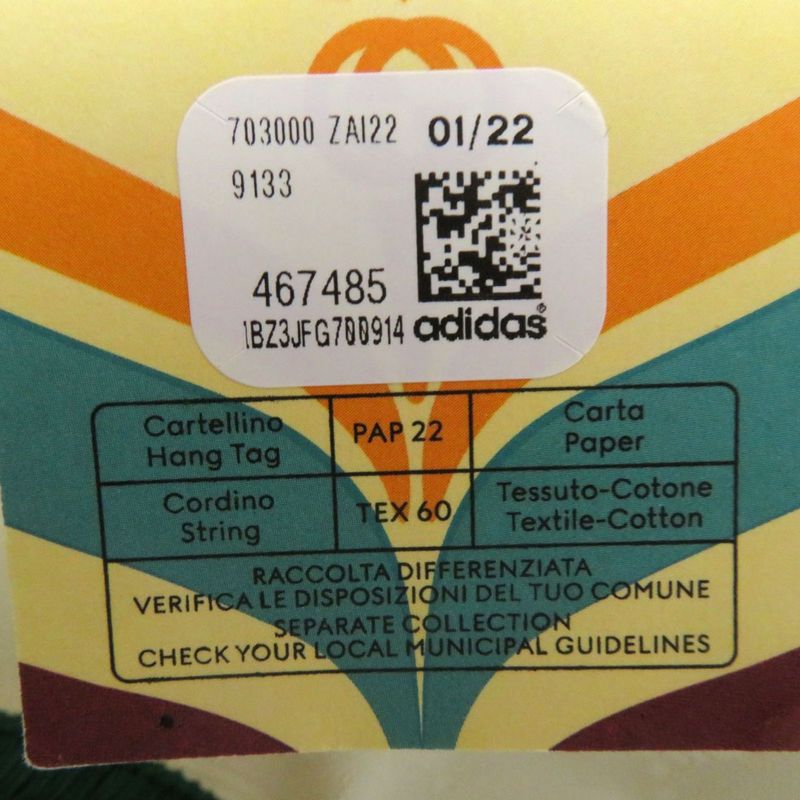 703000 ZAI22 01/22
9133
467485
1BZ3JFG700914 adidas®
Cartellino
Hang Tag
PAP 22
Carta
Paper
Cordino
String
TEX 60
Tessuto-Cotone
Textile-Cotton
RACCOLTA DIFFERENZIATA
VERIFICA LE DISPOSIZIONI DEL TUO COMUNE
SEPARATE COLLECTION
CHECK YOUR LOCAL MUNICIPAL GUIDELINES